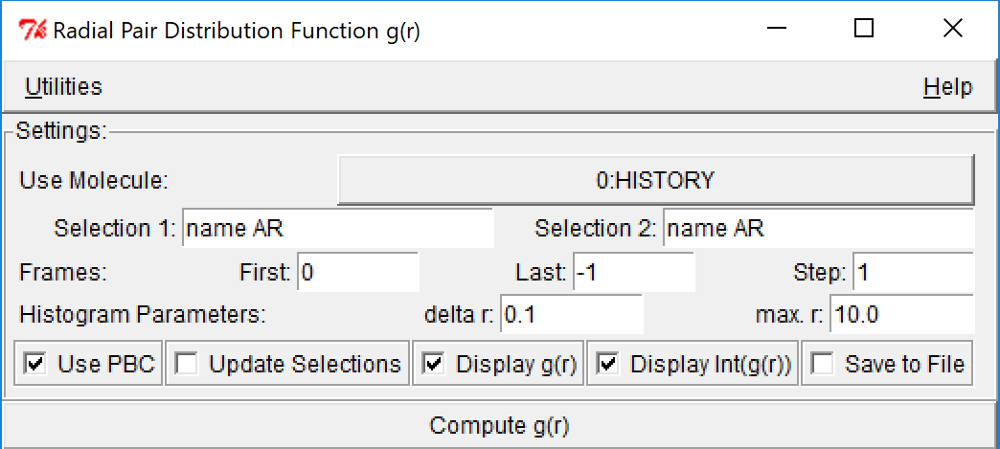 Radial Pair Distribution Function g(r)
Utilities Help
Settings:
Use Molecule: 0:HISTORY
Selection 1: name AR Selection 2: name AR
Frames: First: 0 Last: -1 Step: 1
Histogram Parameters: delta r: 0.1 max. r: 10.0
Use PBC Update Selections Display g(r) Display Int(g(r)) Save to File
Compute g(r)